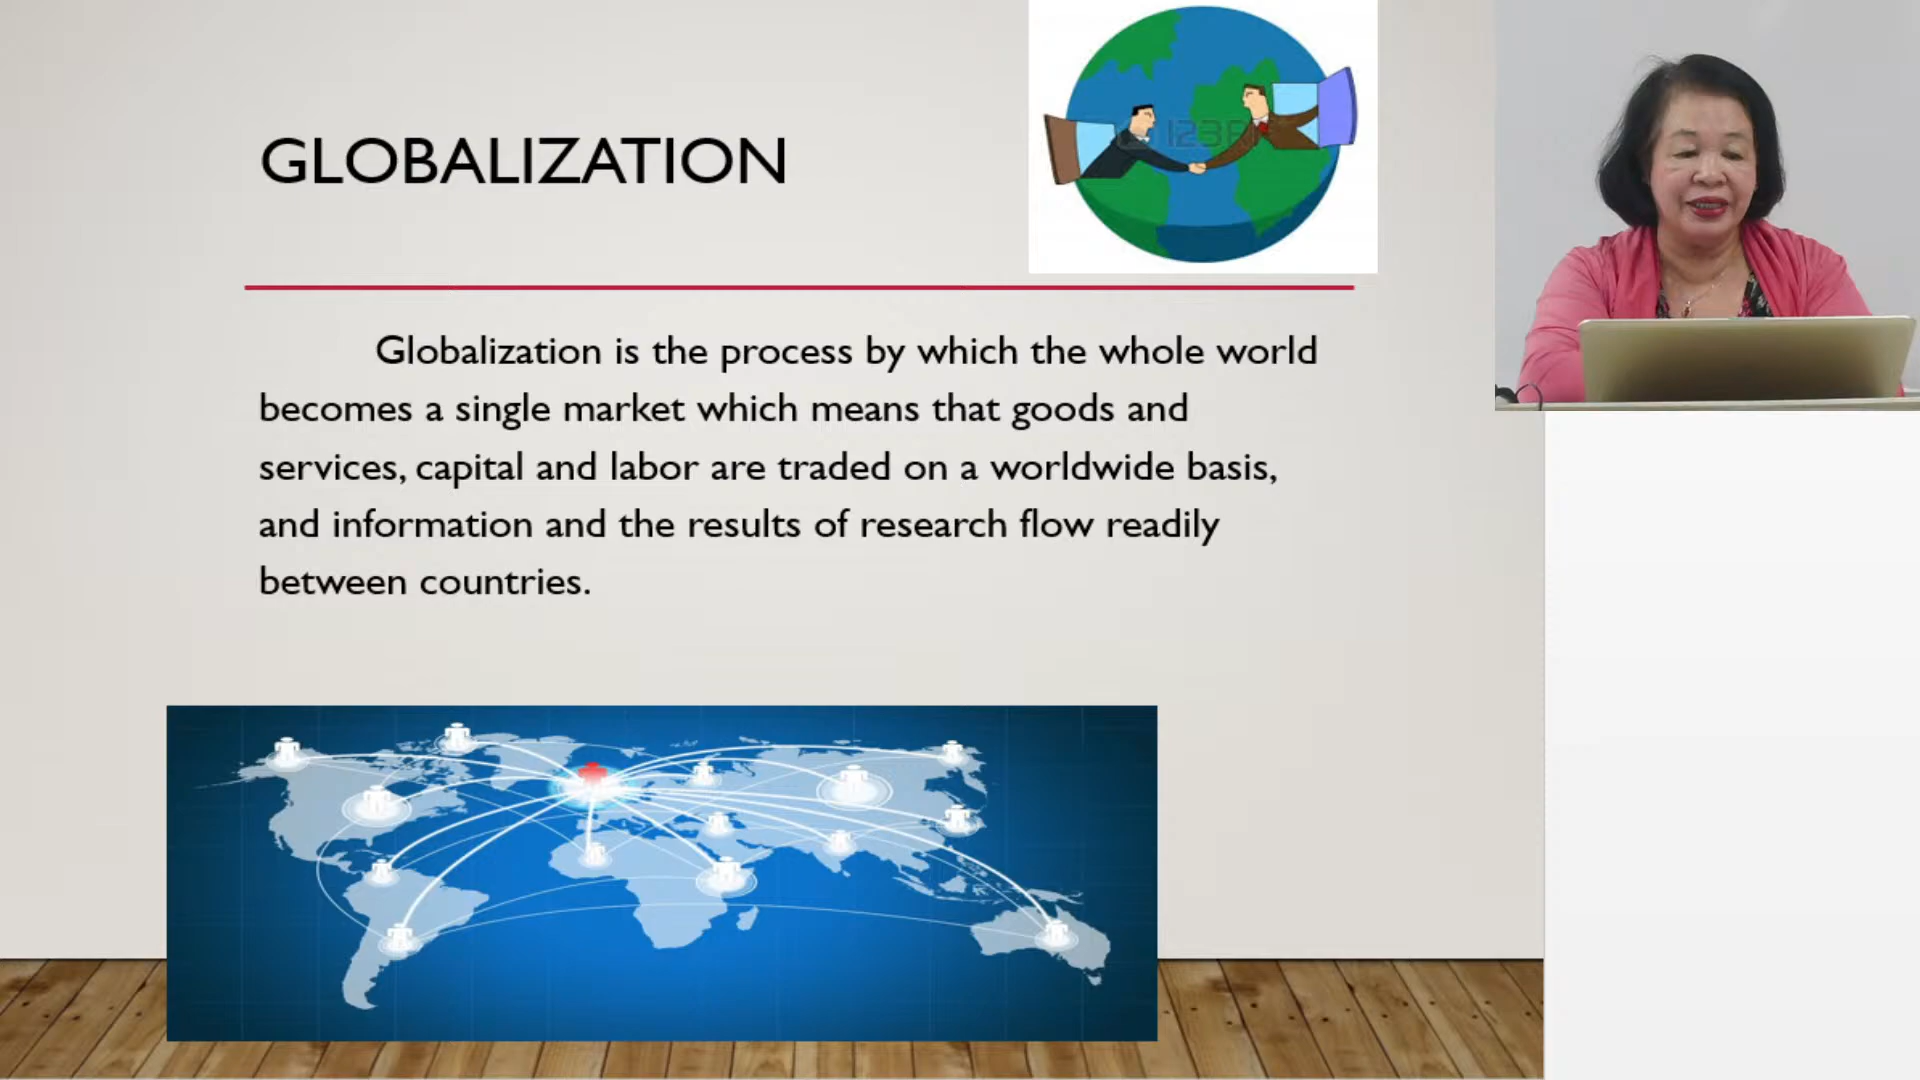 GLOBALIZATION
123RF
Globalization is the process by which the whole world
becomes a single market which means that goods and
services, capital and labor are traded on a worldwide basis,
and information and the results of research flow readily
between countries.